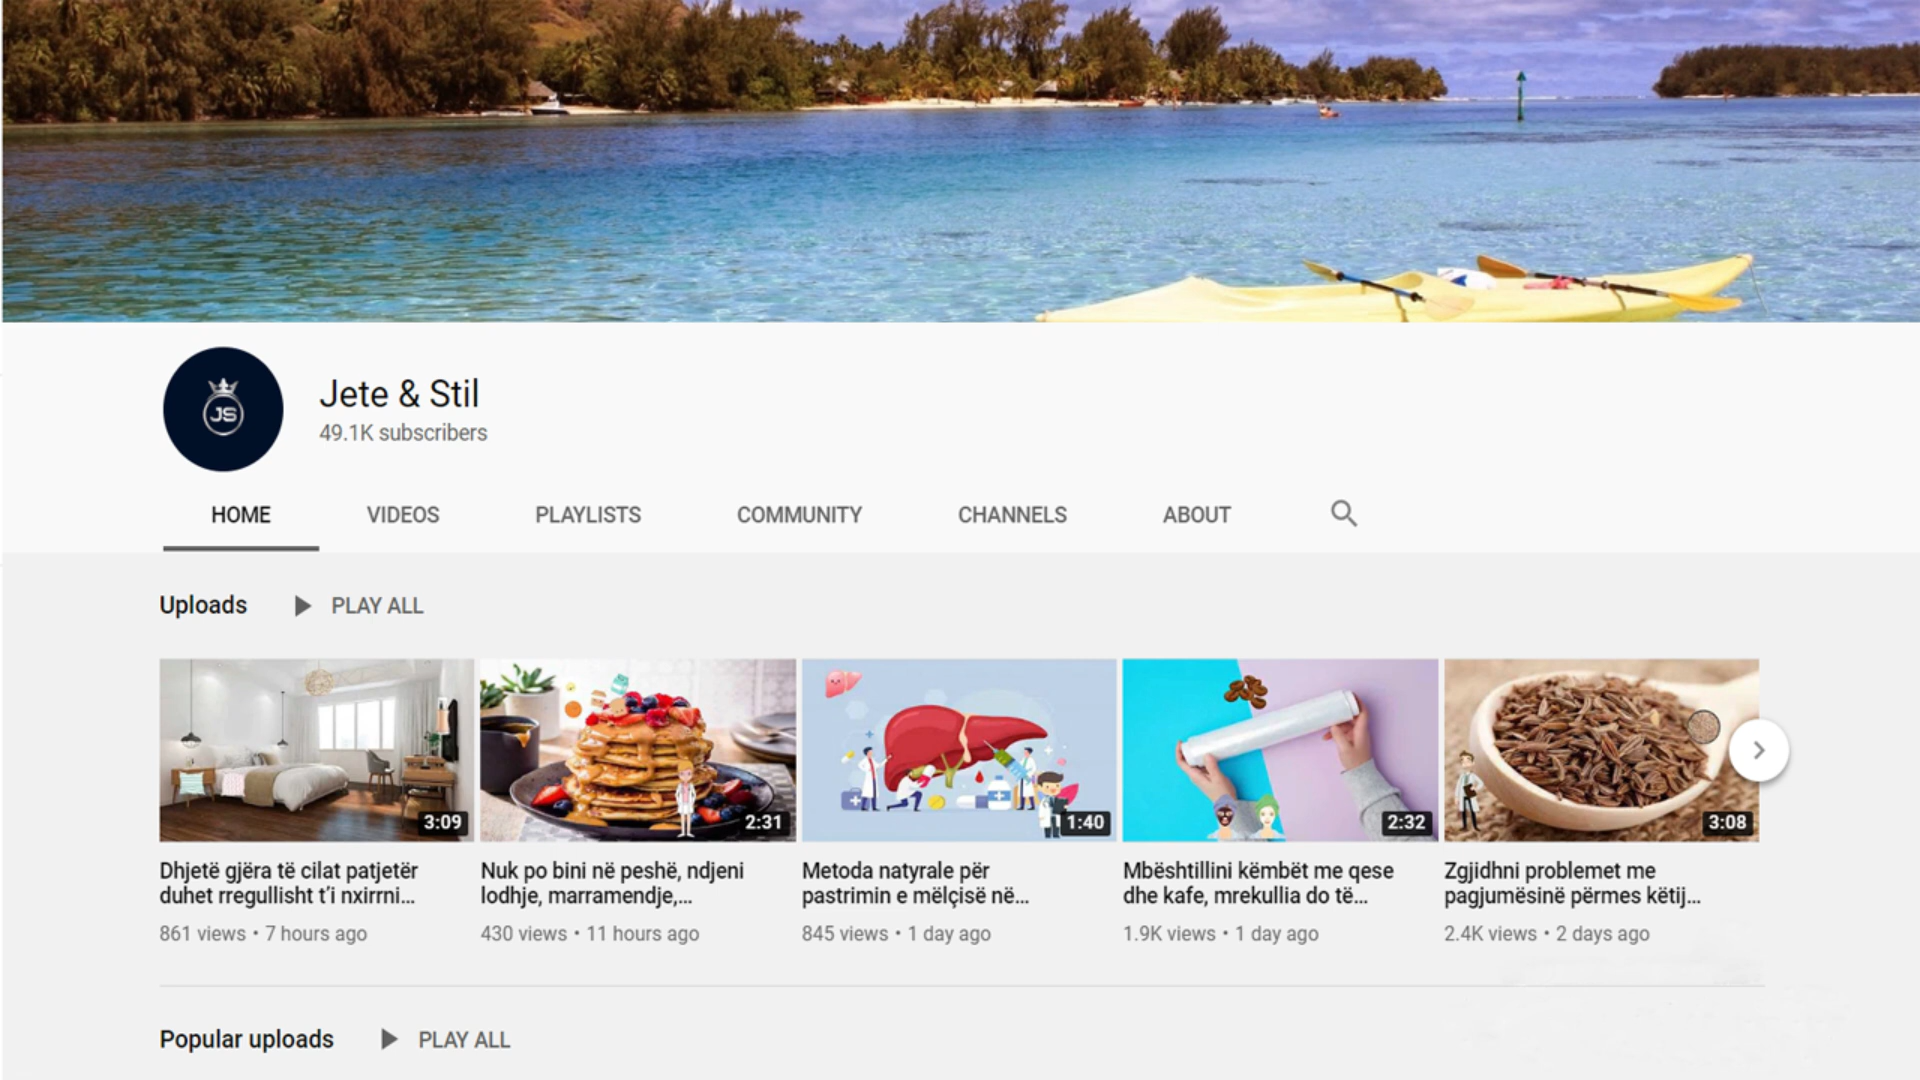 JS
Jete & Stil
49.1K subscribers
HOME VIDEOS PLAYLISTS COMMUNITY CHANNELS ABOUT
Uploads PLAY ALL
3:09 2:31 1:40 2:32 3:08
Dhjetë gjëra të cilat patjetër
duhet rregullisht t'i nxirrni...
861 views • 7 hours ago
Nuk po bini në peshë, ndjeni
lodhje, marramendje,...
430 views • 11 hours ago
Metoda natyrale për
pastrimin e mëlçisë në...
845 views • 1 day ago
Mbështillini këmbët me qese
dhe kafe, mrekullia do të...
1.9K views • 1 day ago
Zgjidhni problemet me
pagjumësinë përmes këtij...
2.4K views • 2 days ago
Popular uploads PLAY ALL